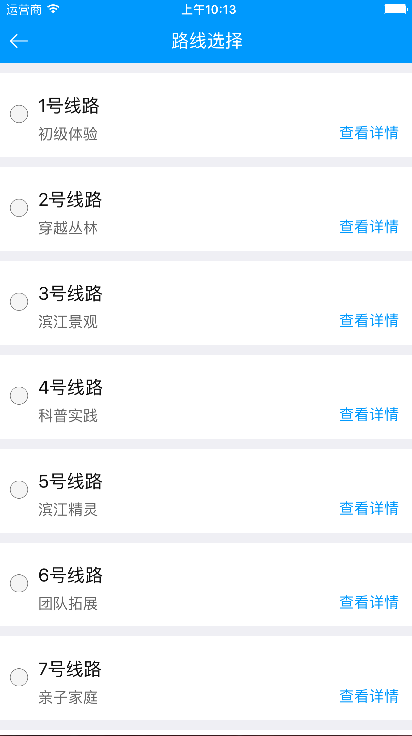 运营商 上午10:13
路线选择
1号线路
初级体验 查看详情
2号线路
穿越丛林 查看详情
3号线路
滨江景观 查看详情
4号线路
科普实践 查看详情
5号线路
滨江精灵 查看详情
6号线路
团队拓展 查看详情
7号线路
亲子家庭 查看详情